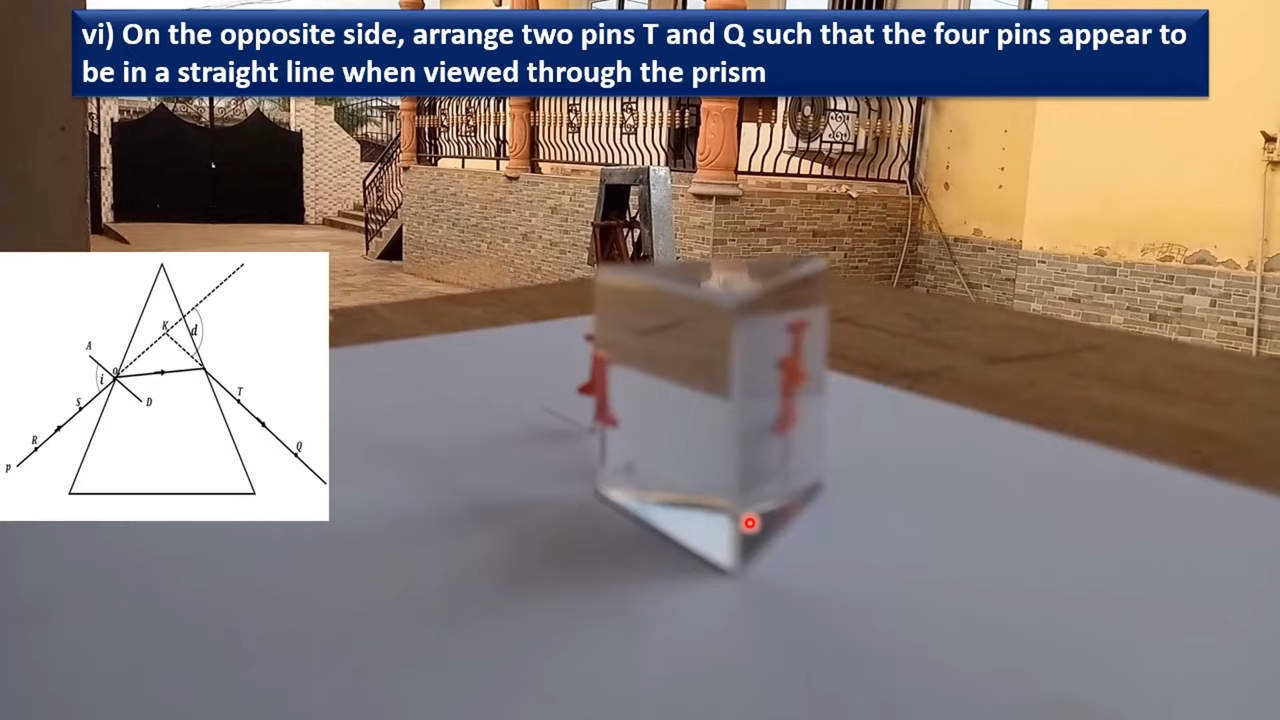 vi) On the opposite side, arrange two pins T and Q such that the four pins appear to
be in a straight line when viewed through the prism
K
d
A
O
i
D
S
T
R
Q
P